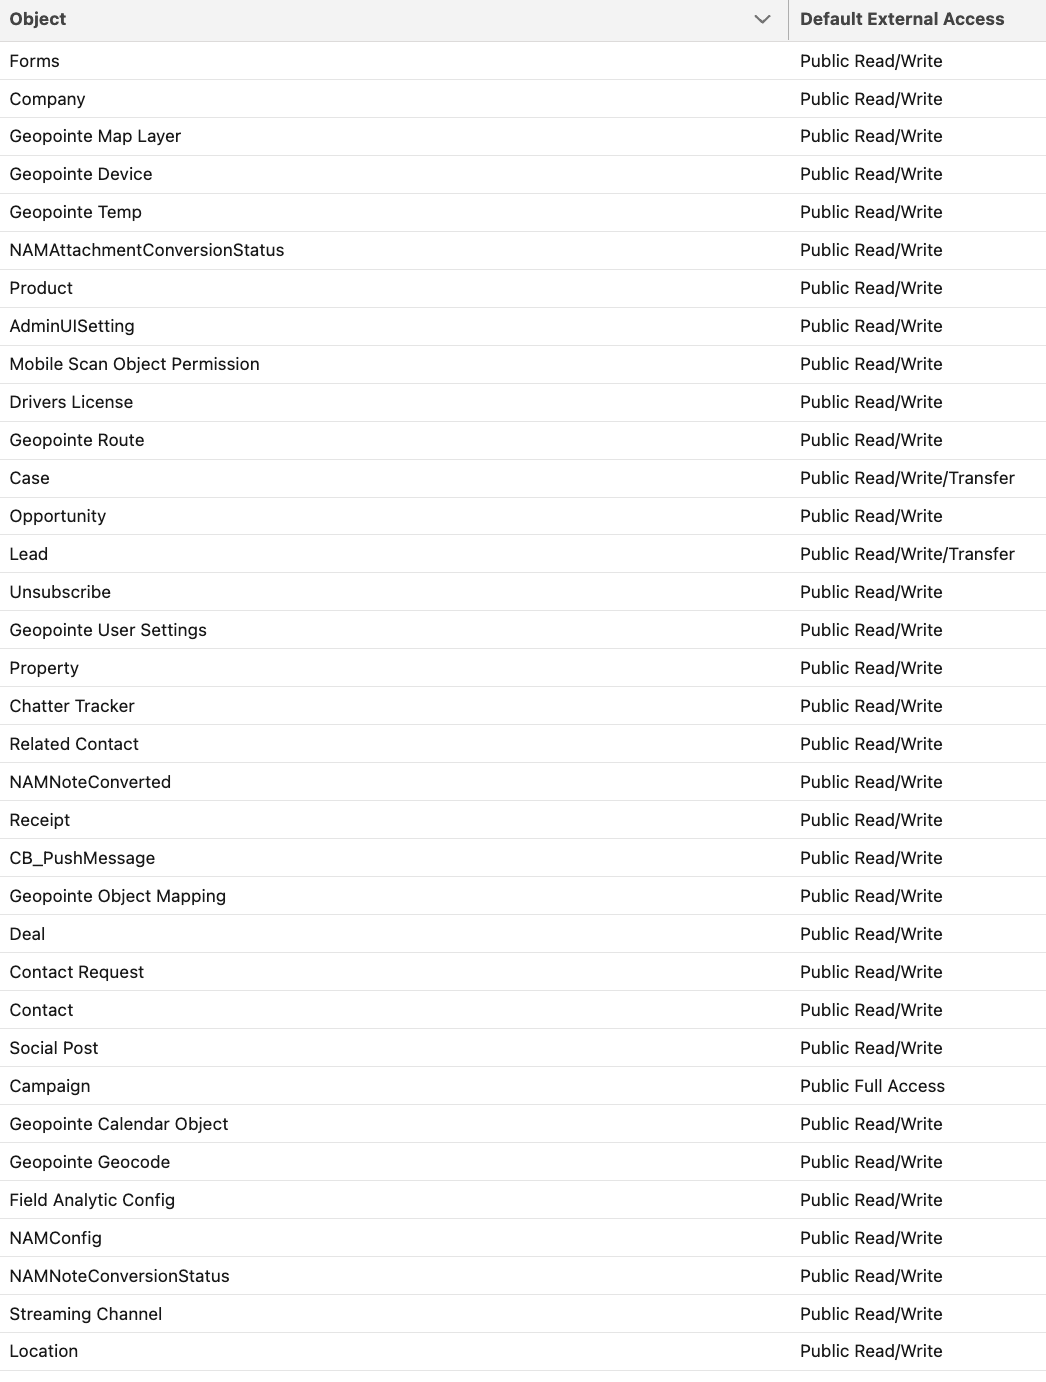 Object Default External Access
Forms Public Read/Write
Company Public Read/Write
Geopointe Map Layer Public Read/Write
Geopointe Device Public Read/Write
Geopointe Temp Public Read/Write
NAMAttachmentConversionStatus Public Read/Write
Product Public Read/Write
AdminUISetting Public Read/Write
Mobile Scan Object Permission Public Read/Write
Drivers License Public Read/Write
Geopointe Route Public Read/Write
Case Public Read/Write/Transfer
Opportunity Public Read/Write
Lead Public Read/Write/Transfer
Unsubscribe Public Read/Write
Geopointe User Settings Public Read/Write
Property Public Read/Write
Chatter Tracker Public Read/Write
Related Contact Public Read/Write
NAMNoteConverted Public Read/Write
Receipt Public Read/Write
CB_PushMessage Public Read/Write
Geopointe Object Mapping Public Read/Write
Deal Public Read/Write
Contact Request Public Read/Write
Contact Public Read/Write
Social Post Public Read/Write
Campaign Public Full Access
Geopointe Calendar Object Public Read/Write
Geopointe Geocode Public Read/Write
Field Analytic Config Public Read/Write
NAMConfig Public Read/Write
NAMNoteConversionStatus Public Read/Write
Streaming Channel Public Read/Write
Location Public Read/Write